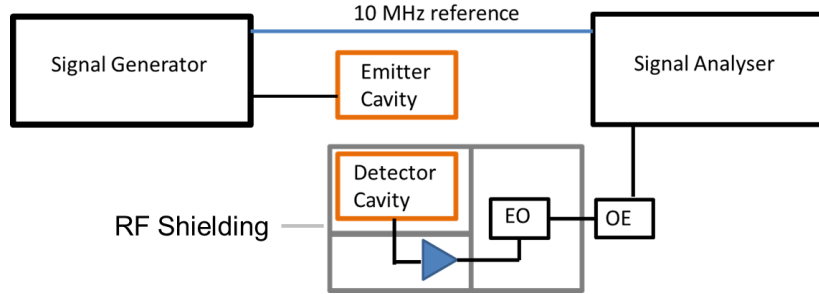 10 MHz reference
Signal Generator
Signal Analyser
Emitter
Cavity
Detector
Cavity
EO
OE
RF Shielding